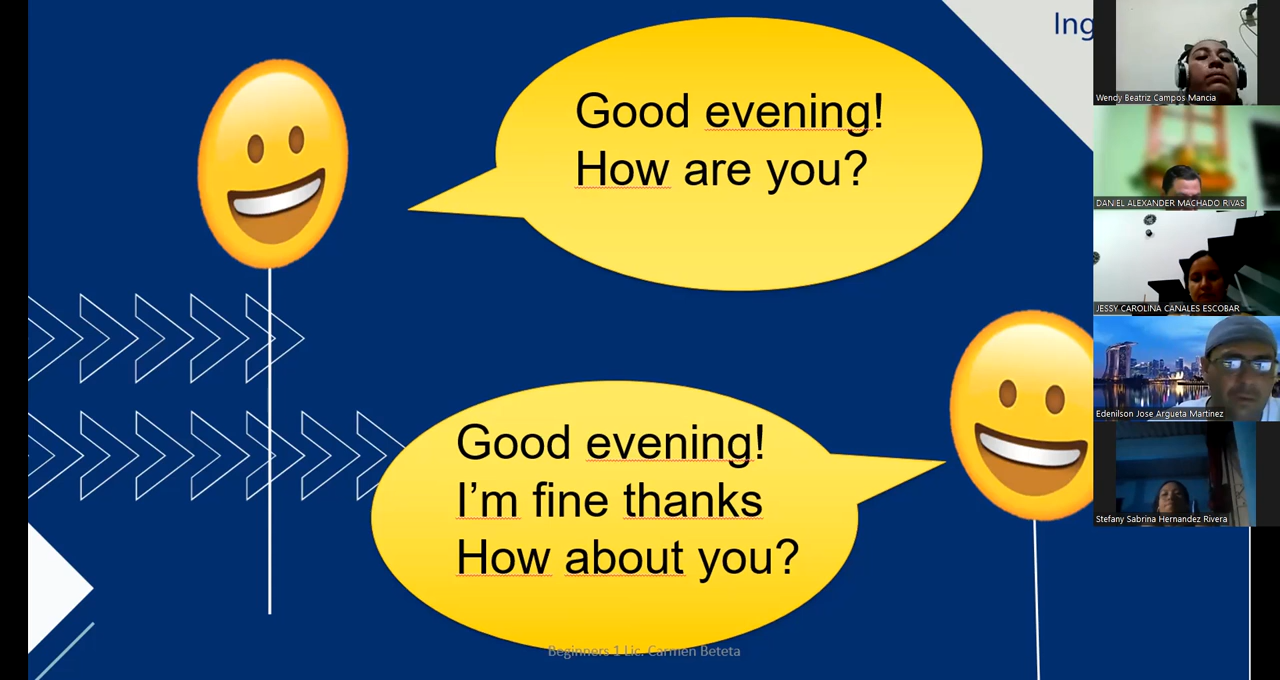 Ing
Good evening!
How are you?
Good evening!
I'm fine thanks
How about you?
Beginners 1 Lic. Carmen Beteta
Wendy Beatriz Campos Mancia
DANIEL ALEXANDER MACHADO RIVAS
JESSY CAROLINA CANALES ESCOBAR
Edenilson Jose Argueta Martinez
Stefany Sabrina Hernandez Rivera